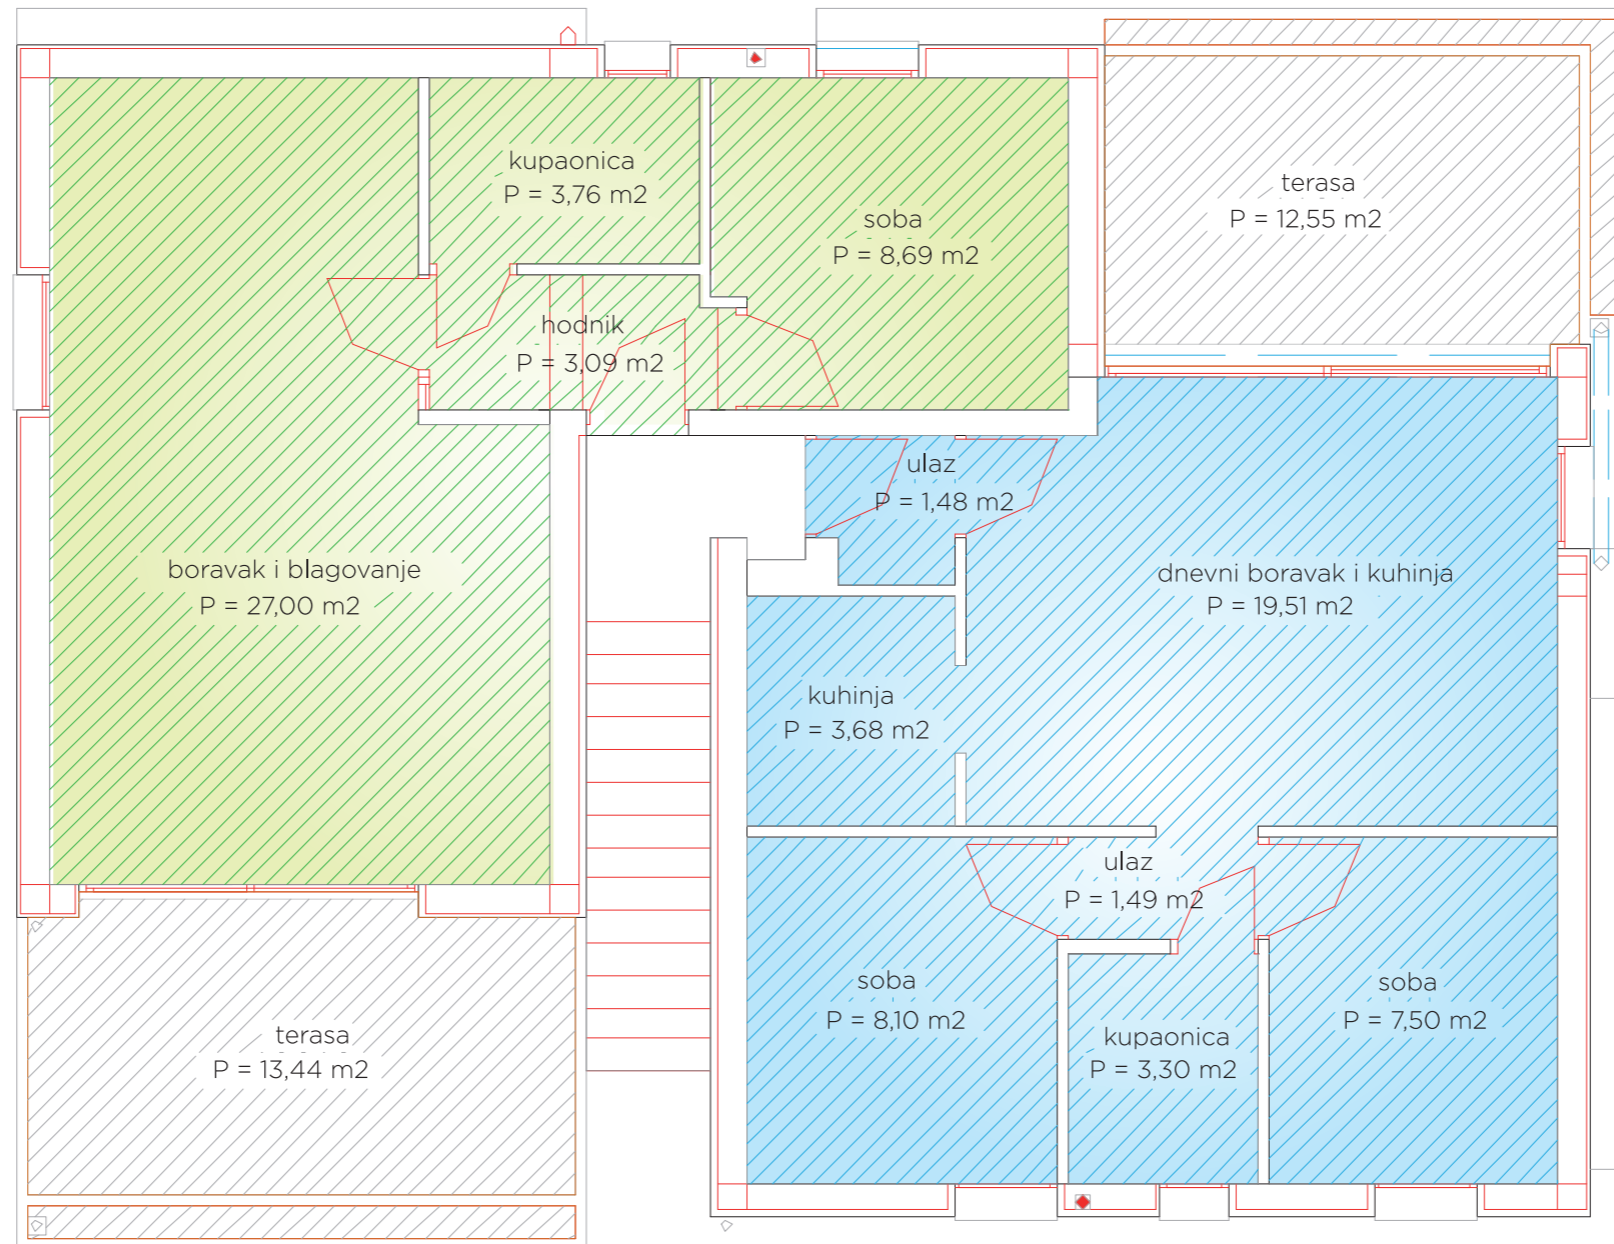 kupaonica
P = 3,76 m2
soba
P = 8,69 m2
terasa
P = 12,55 m2
hodnik
P = 3,09 m2
ulaz
P = 1,48 m2
boravak i blagovanje
P = 27,00 m2
dnevni boravak i kuhinja
P = 19,51 m2
kuhinja
P = 3,68 m2
ulaz
P = 1,49 m2
soba
P = 8,10 m2
kupaonica
P = 3,30 m2
soba
P = 7,50 m2
terasa
P = 13,44 m2